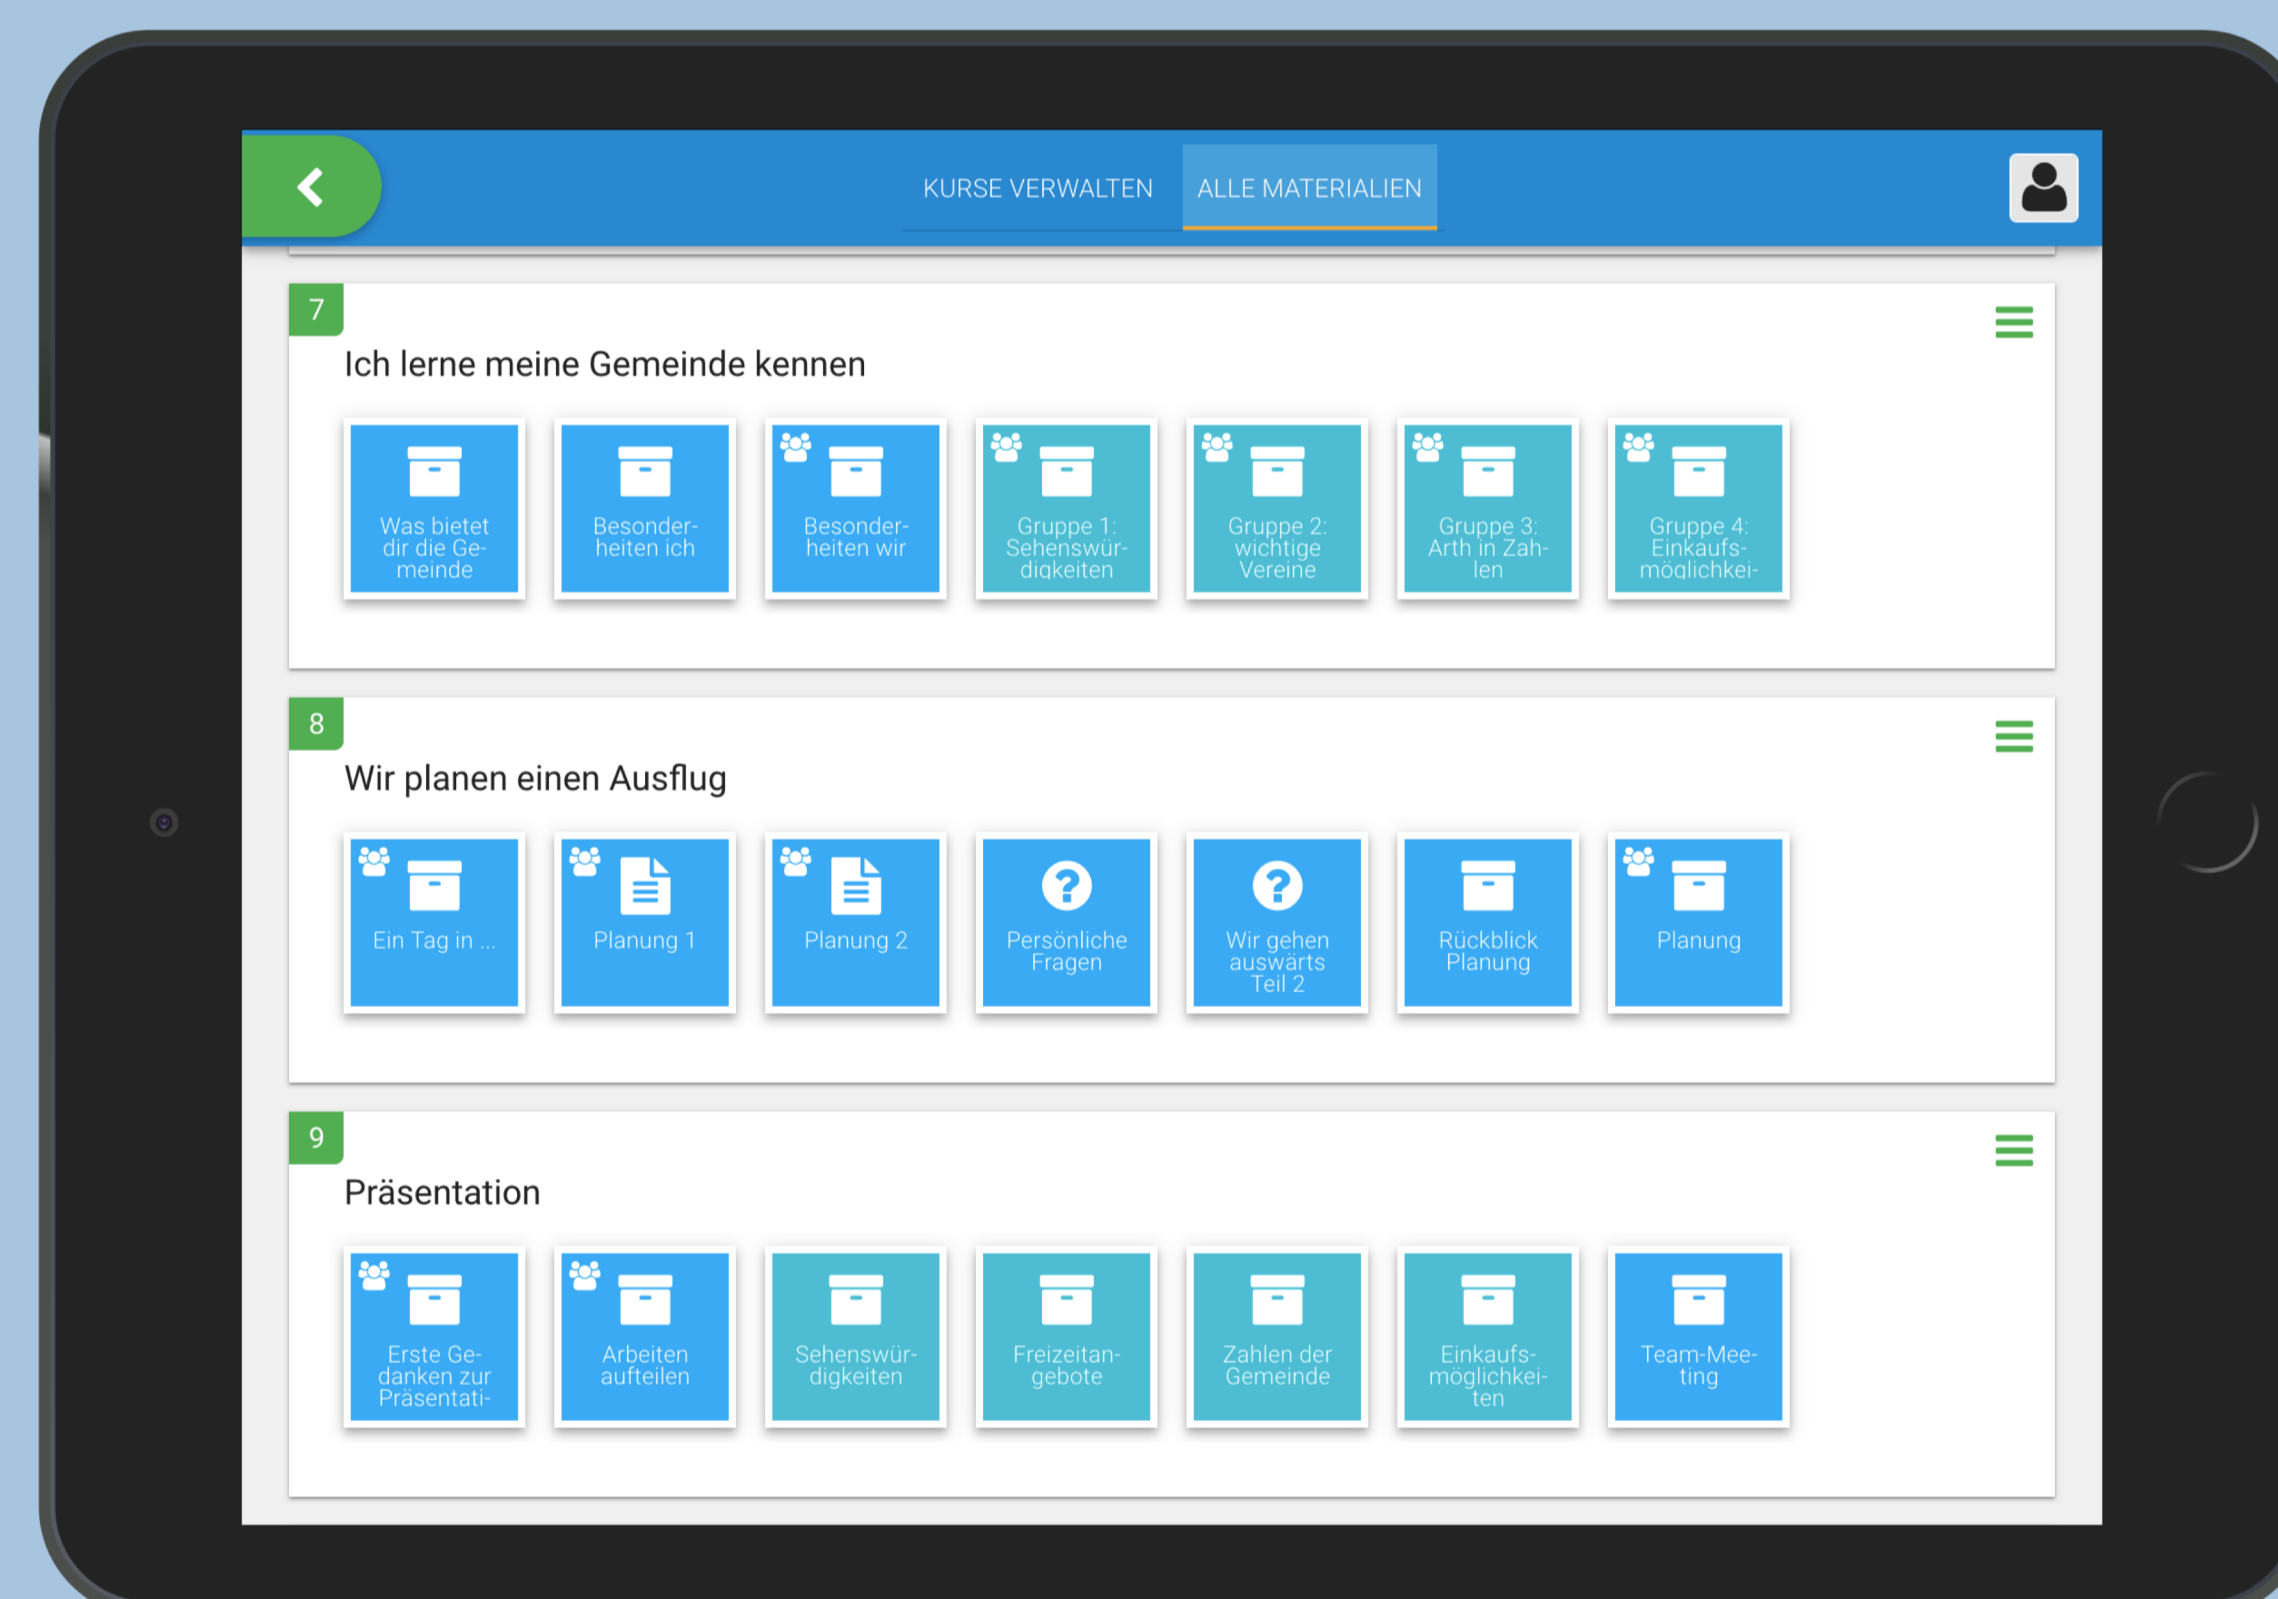 KURSE VERWALTEN
ALLE MATERIALIEN
7
Ich lerne meine Gemeinde kennen
Was bietet
dir die Ge-
meinde
Besonder-
heiten ich
Besonder-
heiten wir
Gruppe 1:
Sehenswür-
digkeiten
Gruppe 2:
wichtige
Vereine
Gruppe 3:
Arth in Zah-
len
Gruppe 4:
Einkaufs-
möglichkei-
8
Wir planen einen Ausflug
Ein Tag in ...
Planung 1
Planung 2
Persönliche
Fragen
Wir gehen
auswärts
Teil 2
Rückblick
Planung
Planung
9
Präsentation
Erste Ge-
danken zur
Präsentati-
Arbeiten
aufteilen
Sehenswür-
digkeiten
Freizeitan-
gebote
Zahlen der
Gemeinde
Einkaufs-
möglichkei-
ten
Team-Mee-
ting